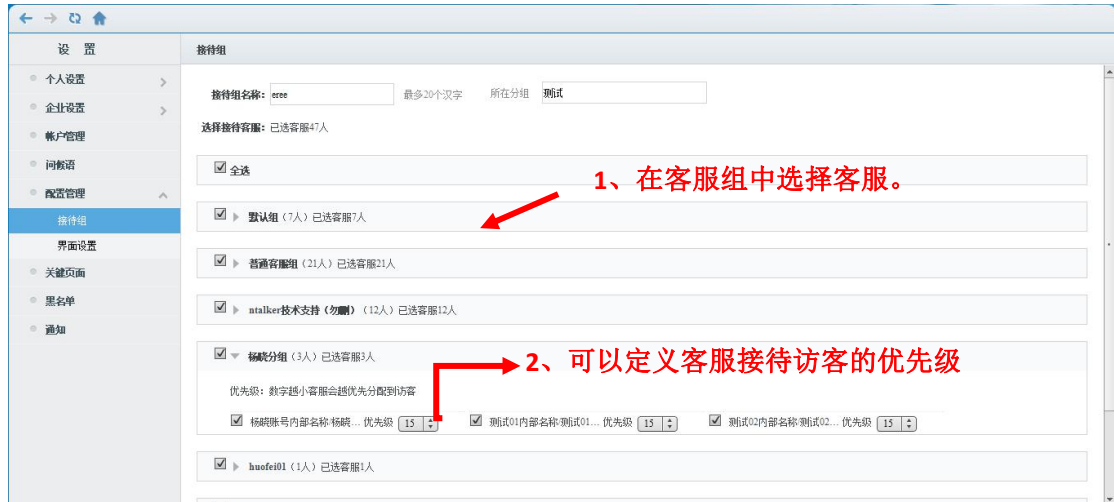 设 置
接待组
个人设置
企业设置
帐户管理
问候语
配置管理
接待组
界面设置
关键页面
黑名单
通知
接待组名称： eree 最多20个汉字 所在分组 测试
选择接待客服： 已选客服47人
全选
1、在客服组中选择客服。
默认组（7人）已选客服7人
普通客服组（21人）已选客服21人
ntalker技术支持（勿删）（12人）已选客服12人
杨晓分组（3人）已选客服3人
2、可以定义客服接待访客的优先级
优先级：数字越小客服会越优先分配到访客
杨晓账号内部名称/杨晓... 优先级 15 测试01内部名称/测试01... 优先级 15 测试02内部名称/测试02... 优先级 15
huofei01（1人）已选客服1人